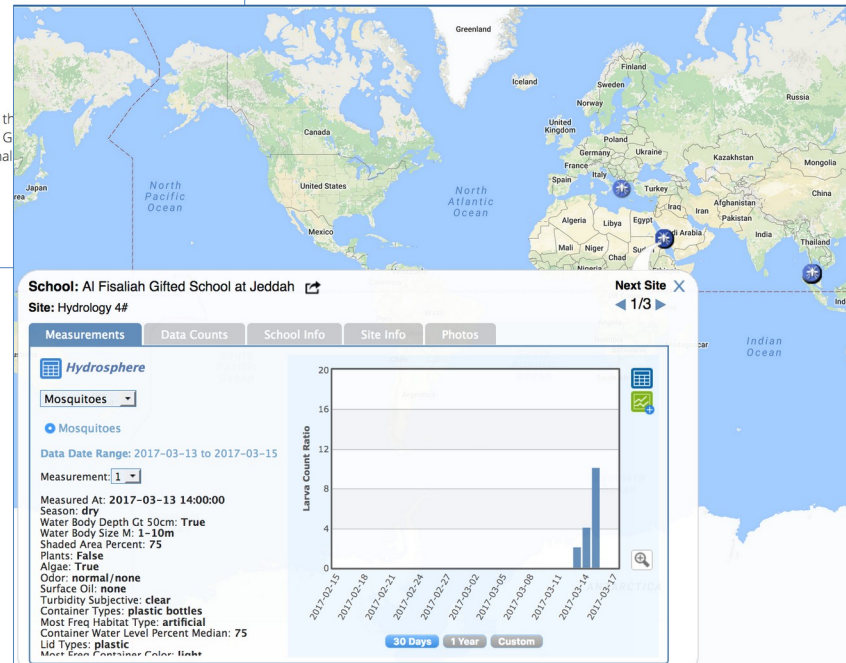 Greenland
Iceland
Finland
Sweden
Norway
Russia
United
Kingdom
Canada
Poland
Germany
Ukraine
France
Kazakhstan
Mongolia
Italy
Spain
Turkey
Japan
North
Pacific
Ocean
United States
North
Atlantic
Ocean
Iraq
Iran
Afghanistan
China
Pakistan
Algeria
Libya
Egypt
India
Thailand
Mexico
Mali
Niger
Chad
Nigeria
Indian
Ocean
School: Al Fisaliah Gifted School at Jeddah
Next Site X
Site: Hydrology 4#
1/3
Measurements
Data Counts
School Info
Site Info
Photos
Hydrosphere
Mosquitoes
Mosquitoes
Data Date Range: 2017-03-13 to 2017-03-15
Measurement: 1
Measured At: 2017-03-13 14:00:00
Season: dry
Water Body Depth Gt 50cm: True
Water Body Size M: 1-10m
Shaded Area Percent: 75
Plants: False
Algae: True
Odor: normal/none
Surface Oil: none
Turbidity Subjective: clear
Container Types: plastic bottles
Most Freq Habitat Type: artificial
Container Water Level Percent Median: 75
Lid Types: plastic
Most Freq Container Color: light
Larva Count Ratio
20
16
12
8
4
0
2017-02-15
2017-02-18
2017-02-21
2017-02-24
2017-02-27
2017-03-02
2017-03-05
2017-03-08
2017-03-11
2017-03-14
2017-03-17
30 Days
1 Year
Custom